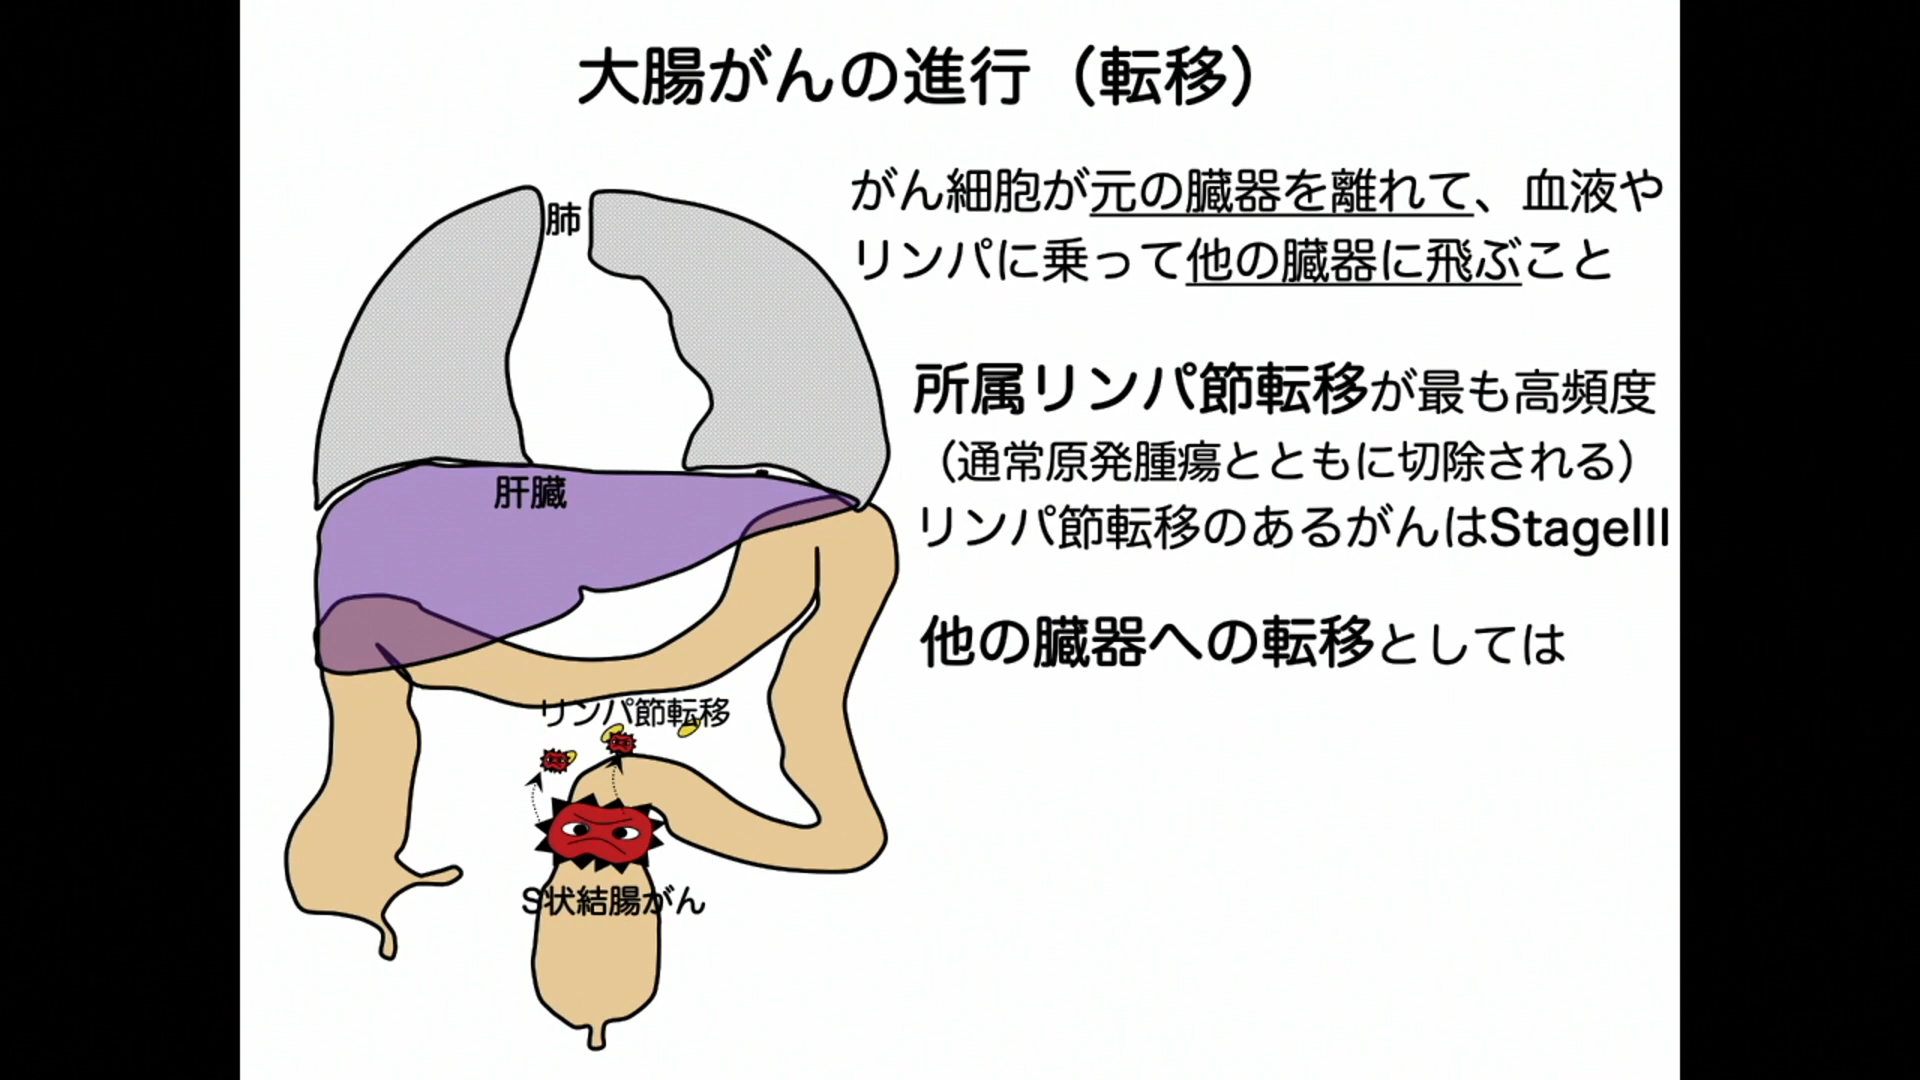 大腸がんの進行（転移）
がん細胞が元の臓器を離れて、血液や
リンパに乗って他の臓器に飛ぶこと
所属リンパ節転移が最も高頻度
（通常原発腫瘍とともに切除される）
リンパ節転移のあるがんはStageIII
他の臓器への転移としては
肺
肝臓
リンパ節転移
S状結腸がん